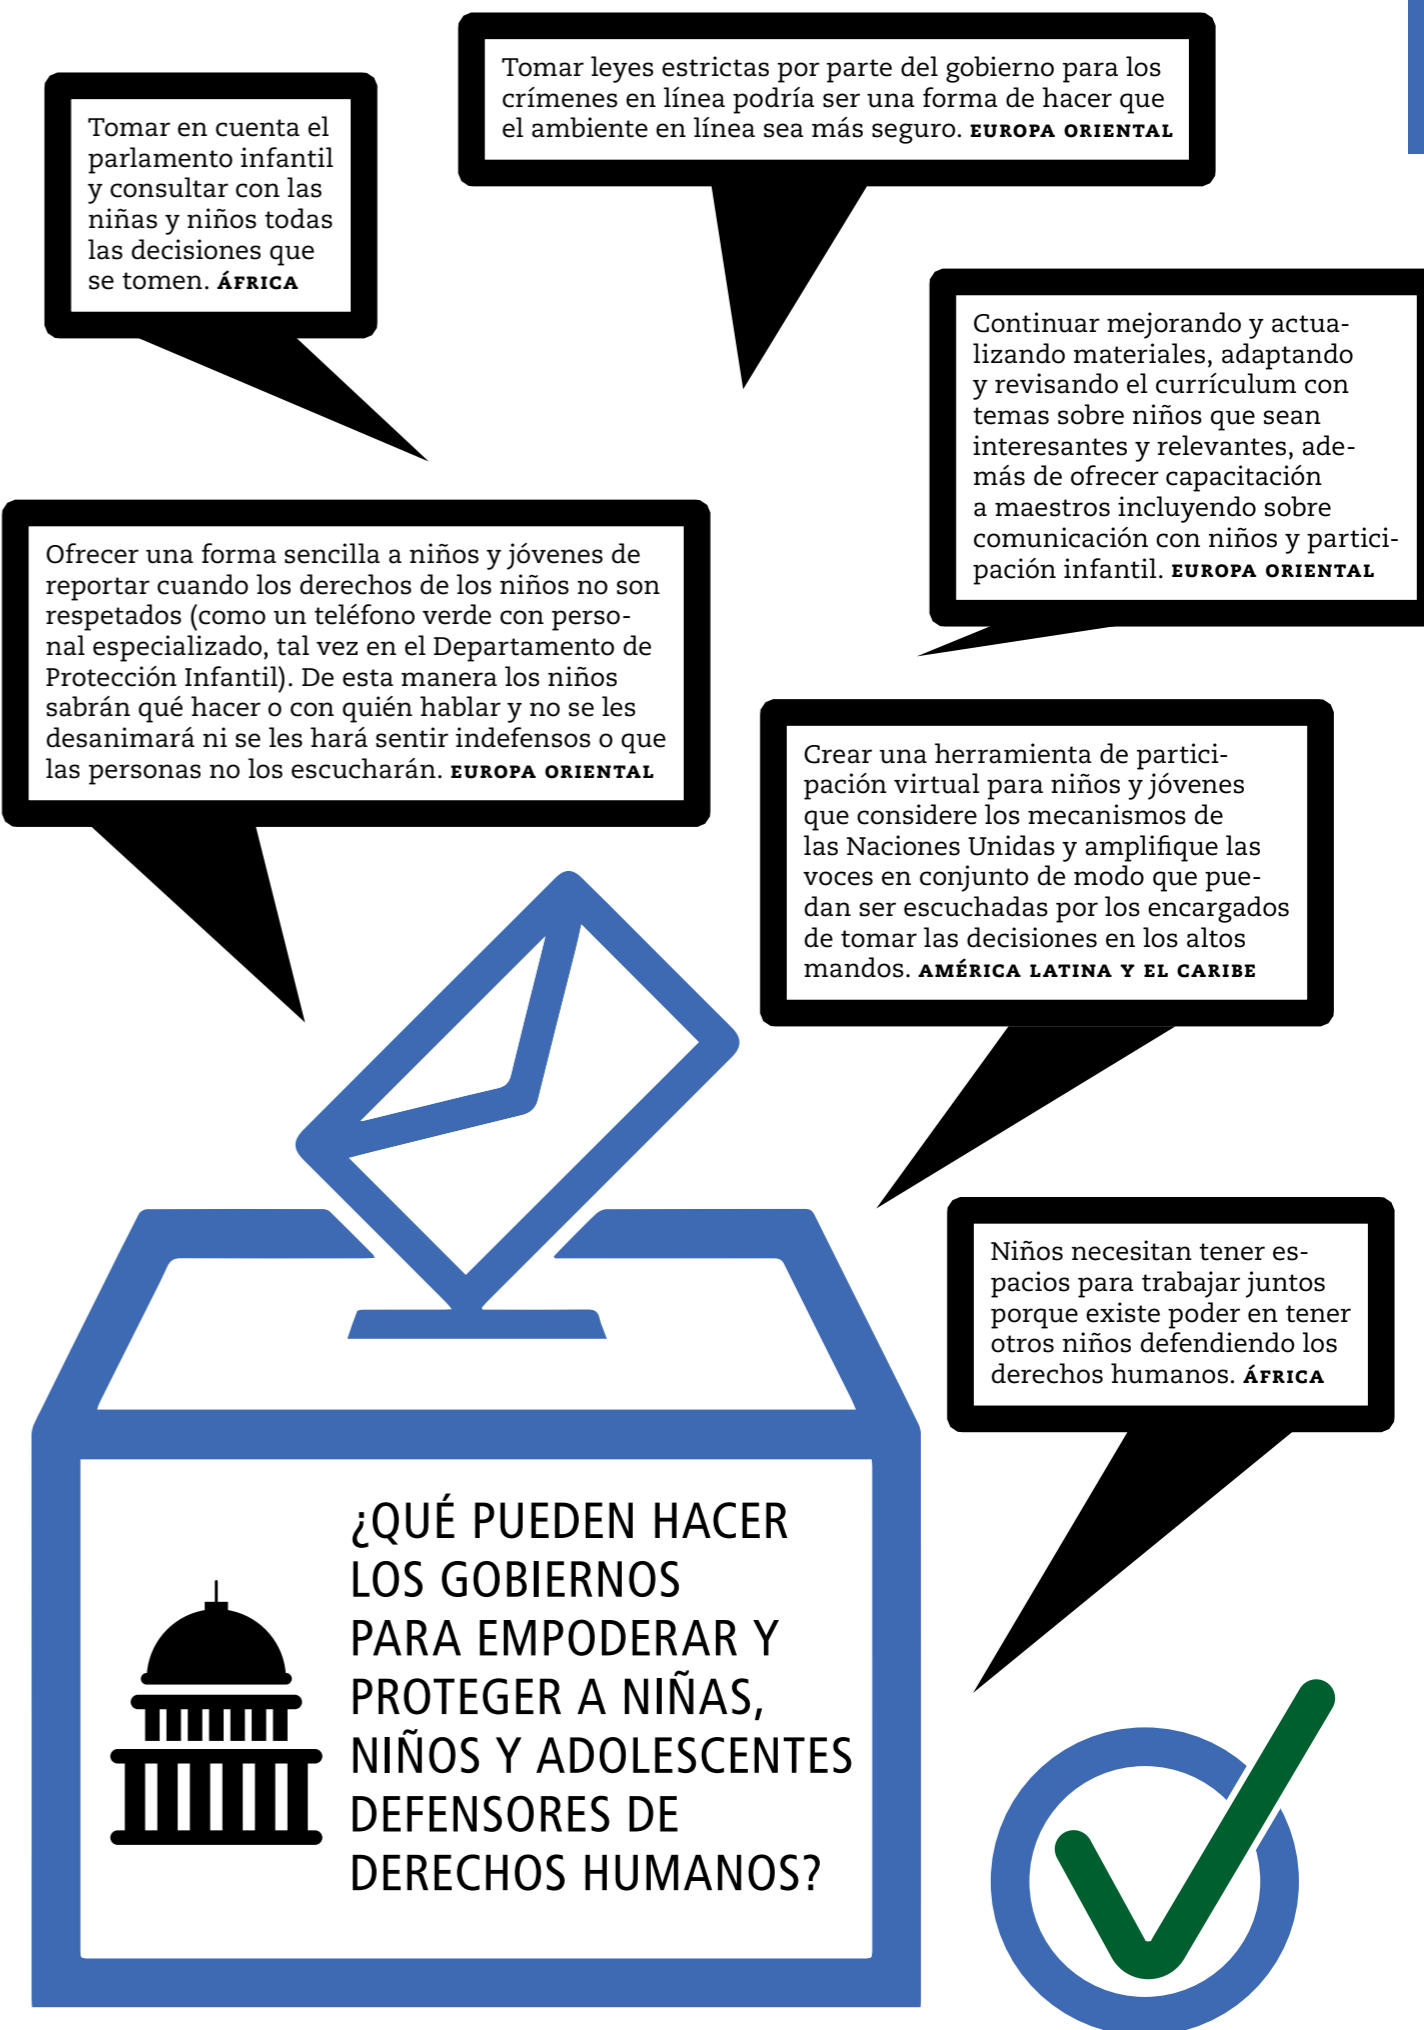 Tomar leyes estrictas por parte del gobierno para los
crímenes en línea podría ser una forma de hacer que
el ambiente en línea sea más seguro. EUROPA ORIENTAL
Tomar en cuenta el
parlamento infantil
y consultar con las
niñas y niños todas
las decisiones que
se tomen. ÁFRICA
Continuar mejorando y actua-
lizando materiales, adaptando
y revisando el currículum con
temas sobre niños que sean
interesantes y relevantes, ade-
más de ofrecer capacitación
a maestros incluyendo sobre
comunicación con niños y partici-
pación infantil. EUROPA ORIENTAL
Ofrecer una forma sencilla a niños y jóvenes de
reportar cuando los derechos de los niños no son
respetados (como un teléfono verde con perso-
nal especializado, tal vez en el Departamento de
Protección Infantil). De esta manera los niños
sabrán qué hacer o con quién hablar y no se les
desanimará ni se les hará sentir indefensos o que
las personas no los escucharán. EUROPA ORIENTAL
Crear una herramienta de partici-
pación virtual para niños y jóvenes
que considere los mecanismos de
las Naciones Unidas y amplifique las
voces en conjunto de modo que pue-
dan ser escuchadas por los encargados
de tomar las decisiones en los altos
mandos. AMÉRICA LATINA Y EL CARIBE
Niños necesitan tener es-
pacios para trabajar juntos
porque existe poder en tener
otros niños defendiendo los
derechos humanos. ÁFRICA
¿QUÉ PUEDEN HACER
LOS GOBIERNOS
PARA EMPODERAR Y
PROTEGER A NIÑAS,
NIÑOS Y ADOLESCENTES
DEFENSORES DE
DERECHOS HUMANOS?